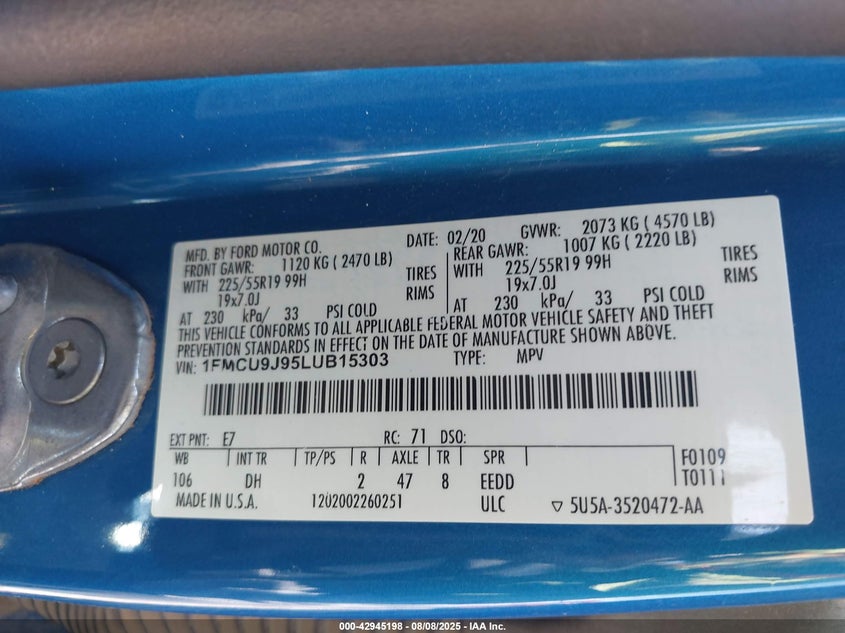 MFD. BY FORD MOTOR CO.
DATE: 02/20 GVWR: 2073 KG ( 4570 LB)
FRONT GAWR: 1120 KG ( 2470 LB)
REAR GAWR: 1007 KG ( 2220 LB)
WITH 225/55R19 99H TIRES
WITH 225/55R19 99H TIRES
19x7.0J RIMS
19x7.0J RIMS
AT 230 kPa/ 33 PSI COLD
AT 230 kPa/ 33 PSI COLD
THIS VEHICLE CONFORMS TO ALL APPLICABLE FEDERAL MOTOR VEHICLE SAFETY AND THEFT
PREVENTION STANDARDS IN EFFECT ON THE DATE OF MANUFACTURE SHOWN ABOVE.
VIN: 1FMCU9J95LUB15303 TYPE: MPV
EXT PNT: E7 RC: 71 DSO:
WB INT TR TP/PS R AXLE TR SPR F0109
106 DH 2 47 8 EEDD T0111
MADE IN U.S.A. 1202002260251 ULC ▽ 5U5A-3520472-AA
000-42945198 - 08/08/2025 - IAA Inc.